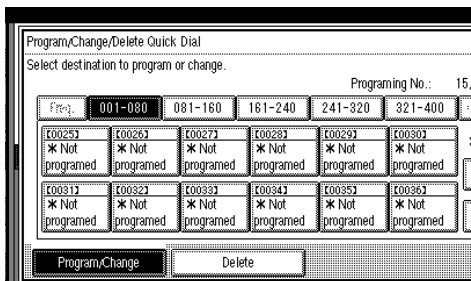 Program/Change/Delete Quick Dial
Select destination to program or change.
Programing No.: 15,
Freq. 001-080 081-160 161-240 241-320 321-400
[0025] [0026] [0027] [0028] [0029] [0030]
* Not * Not * Not * Not * Not * Not
programed programed programed programed programed programed
[0031] [0032] [0033] [0034] [0035] [0036]
* Not * Not * Not * Not * Not * Not
programed programed programed programed programed programed
Program/Change Delete